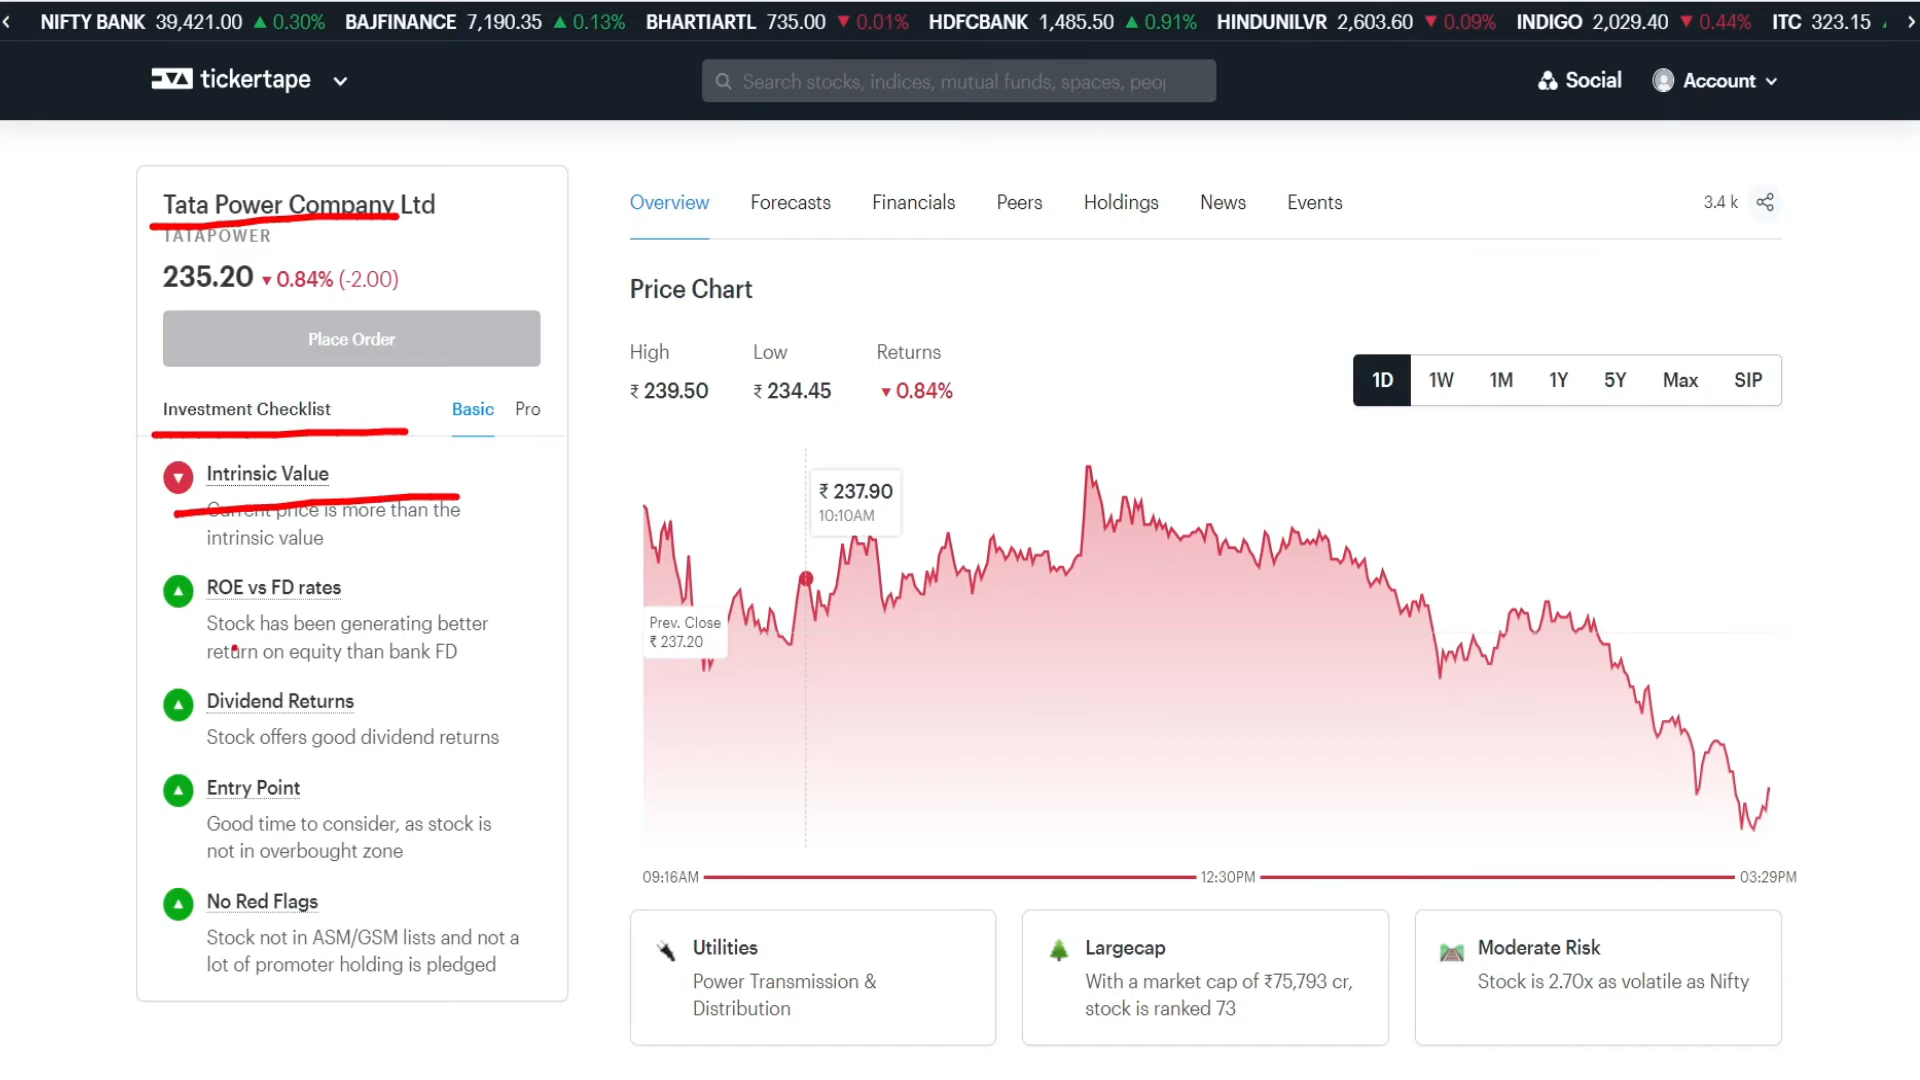 NIFTY BANK 39,421.00 ▲ 0.30% BAJFINANCE 7,190.35 ▲ 0.13% BHARTIARTL 735.00 ▼ 0.01% HDFCBANK 1,485.50 ▲ 0.91% HINDUNILVR 2,603.60 ▼ 0.09% INDIGO 2,029.40 ▼ 0.44% ITC 323.15
tickertape
Search stocks, indices, mutual funds, spaces, peop
Social
Account
Tata Power Company Ltd
TATAPOWER
235.20 ▼ 0.84% (-2.00)
Place Order
Investment Checklist
Basic Pro
Intrinsic Value
Current price is more than the
intrinsic value
ROE vs FD rates
Stock has been generating better
return on equity than bank FD
Dividend Returns
Stock offers good dividend returns
Entry Point
Good time to consider, as stock is
not in overbought zone
No Red Flags
Stock not in ASM/GSM lists and not a
lot of promoter holding is pledged
Overview Forecasts Financials Peers Holdings News Events
3.4 k
Price Chart
High Low Returns
₹ 239.50 ₹ 234.45 ▼ 0.84%
1D 1W 1M 1Y 5Y Max SIP
₹ 237.90
10:10AM
Prev. Close
₹ 237.20
09:16AM 12:30PM 03:29PM
Utilities
Power Transmission &
Distribution
Largecap
With a market cap of ₹75,793 cr,
stock is ranked 73
Moderate Risk
Stock is 2.70x as volatile as Nifty